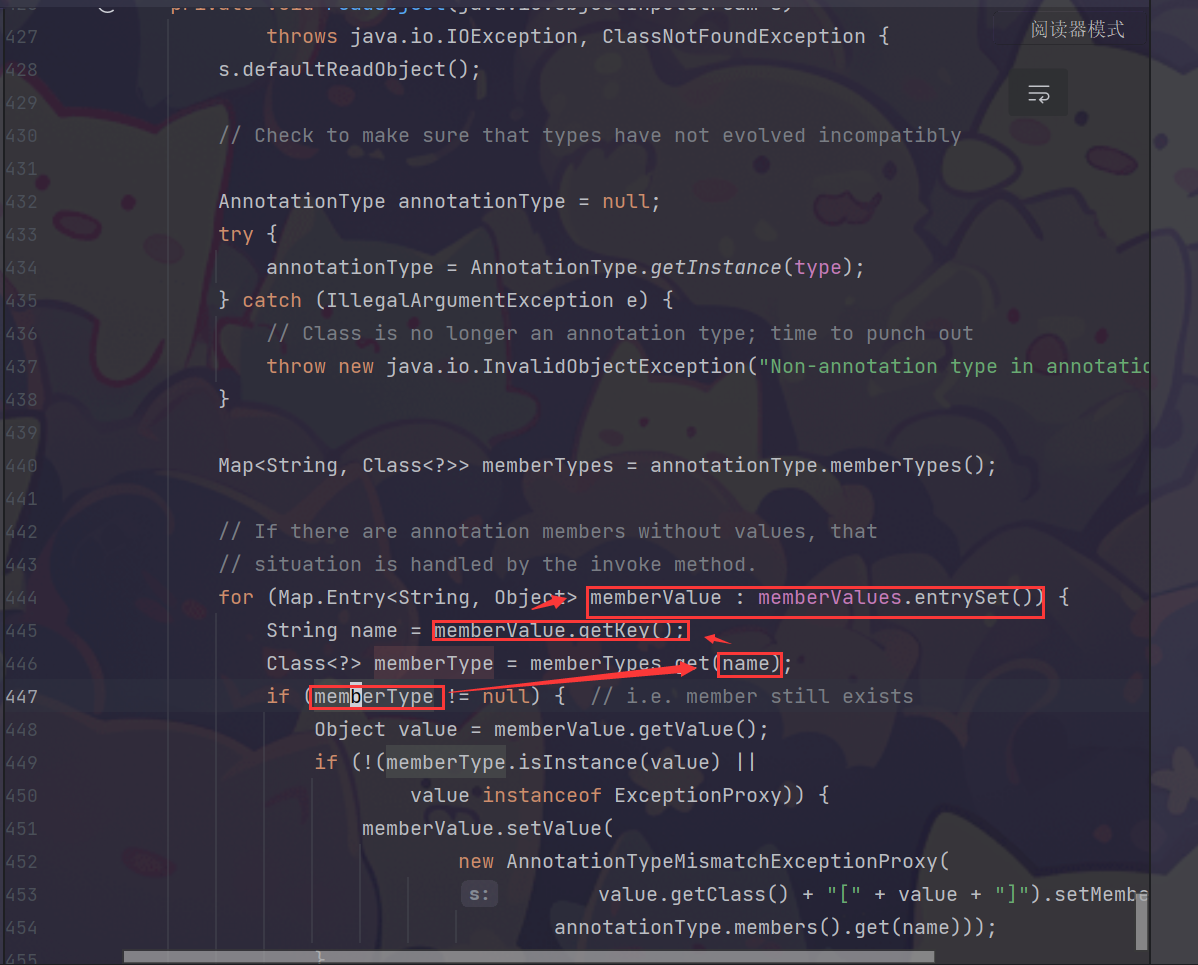 private void readObject(java.io.ObjectInputStream s)
427 throws java.io.IOException, ClassNotFoundException {
阅读器模式
428 s.defaultReadObject();
429
430 // Check to make sure that types have not evolved incompatibly
431
432 AnnotationType annotationType = null;
433 try {
434 annotationType = AnnotationType.getInstance(type);
435 } catch (IllegalArgumentException e) {
436 // Class is no longer an annotation type; time to punch out
437 throw new java.io.InvalidObjectException("Non-annotation type in annotatio
438 }
439
440 Map<String, Class<?>> memberTypes = annotationType.memberTypes();
441
442 // If there are annotation members without values, that
443 // situation is handled by the invoke method.
444 for (Map.Entry<String, Object> memberValue : memberValues.entrySet()) {
445 String name = memberValue.getKey();
446 Class<?> memberType = memberTypes.get(name);
447 if (memberType != null) { // i.e. member still exists
448 Object value = memberValue.getValue();
449 if (!(memberType.isInstance(value) ||
450 value instanceof ExceptionProxy)) {
451 memberValue.setValue(
452 new AnnotationTypeMismatchExceptionProxy(
453 s: value.getClass() + "[" + value + "]").setMembe
454 annotationType.members().get(name)));
455 }